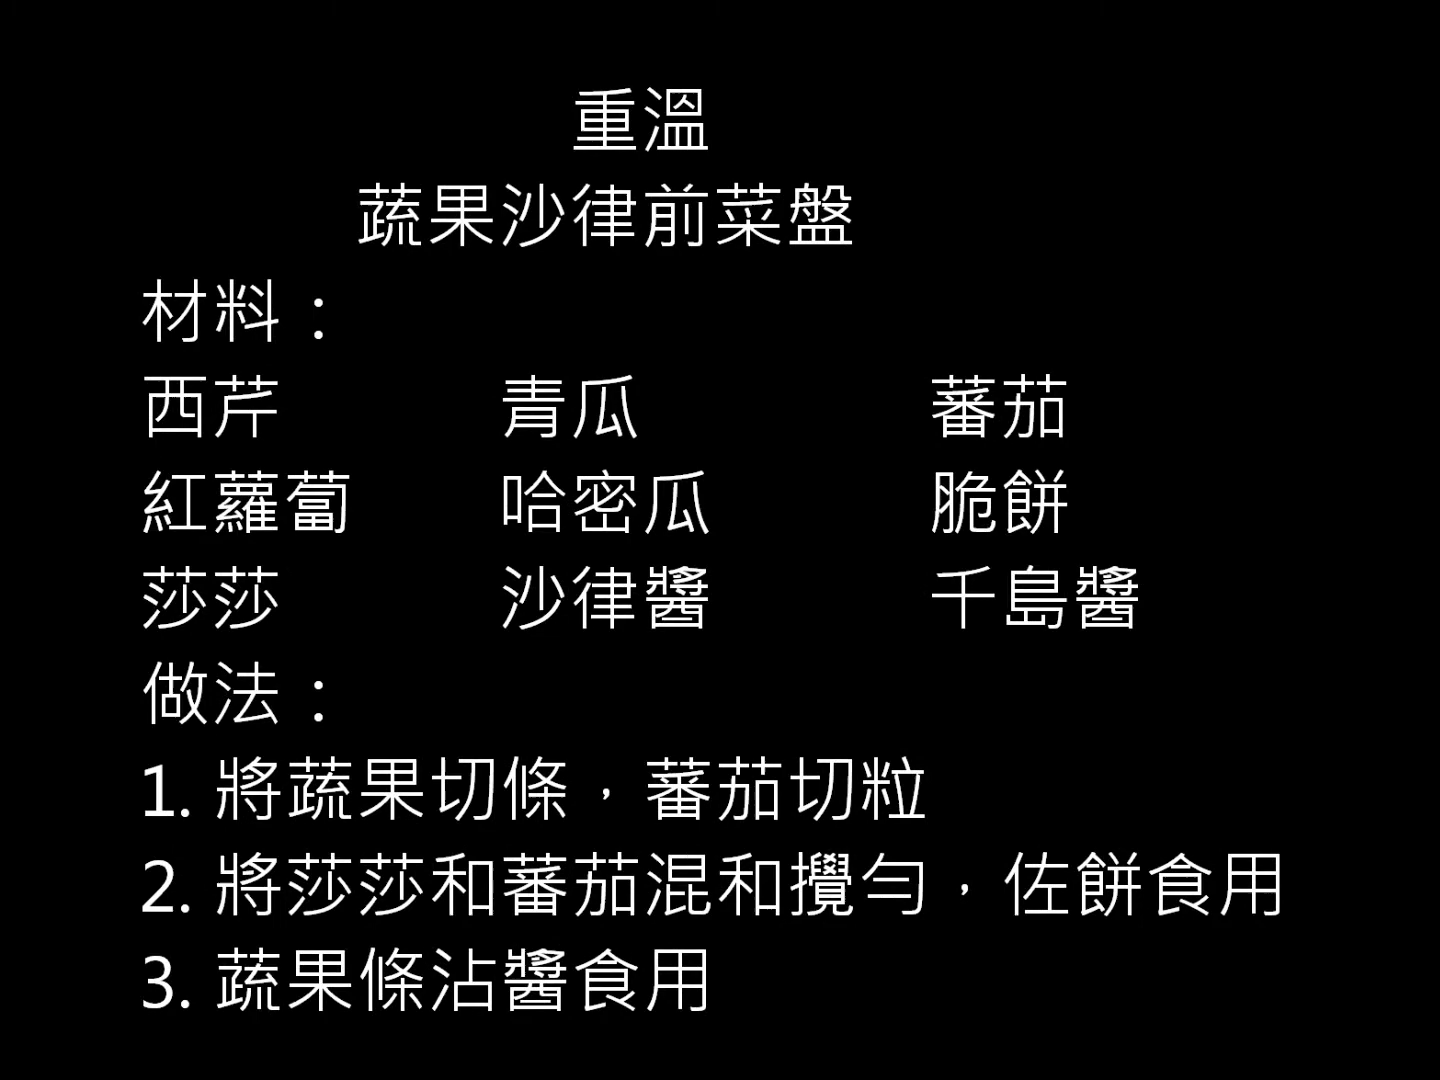 重溫
蔬果沙律前菜盤
材料：
西芹 青瓜 蕃茄
紅蘿蔔 哈密瓜 脆餅
莎莎 沙律醬 千島醬
做法：
1. 將蔬果切條，蕃茄切粒
2. 將莎莎和蕃茄混和攪勻，佐餅食用
3. 蔬果條沾醬食用